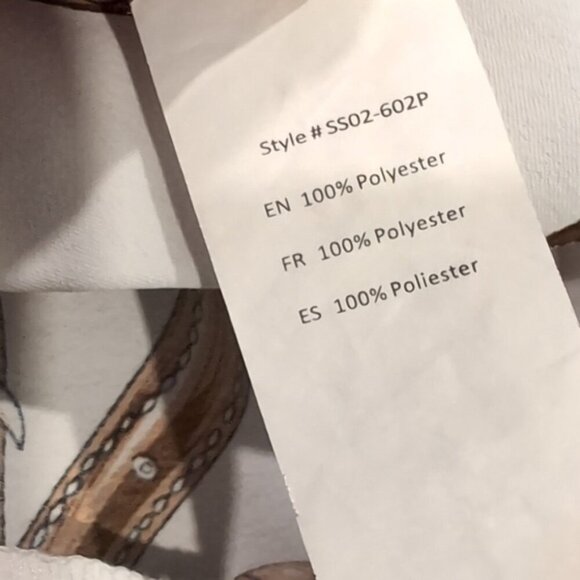 Style # SS02-602P
EN 100% Polyester
FR 100% Polyester
ES 100% Poliester